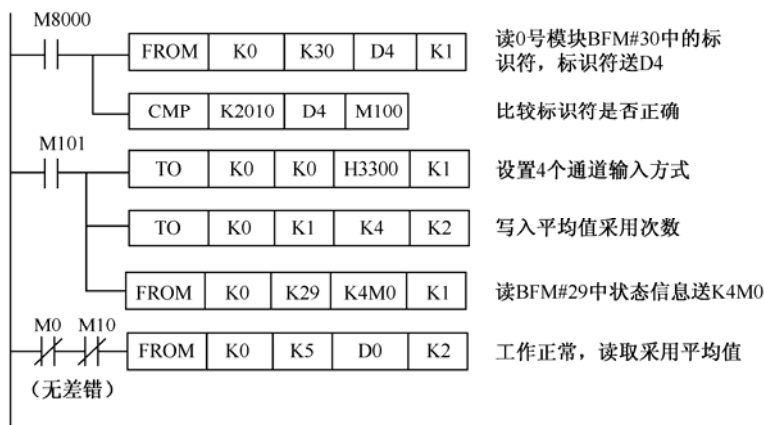 M8000
FROM K0 K30 D4 K1
读0号模块BFM#30中的标
识符，标识符送D4
CMP K2010 D4 M100
比较标识符是否正确
M101
TO K0 K0 H3300 K1
设置4个通道输入方式
TO K0 K1 K4 K2
写入平均值采用次数
FROM K0 K29 K4M0 K1
读BFM#29中状态信息送K4M0
M0 M10
FROM K0 K5 D0 K2
工作正常，读取采用平均值
（无差错）